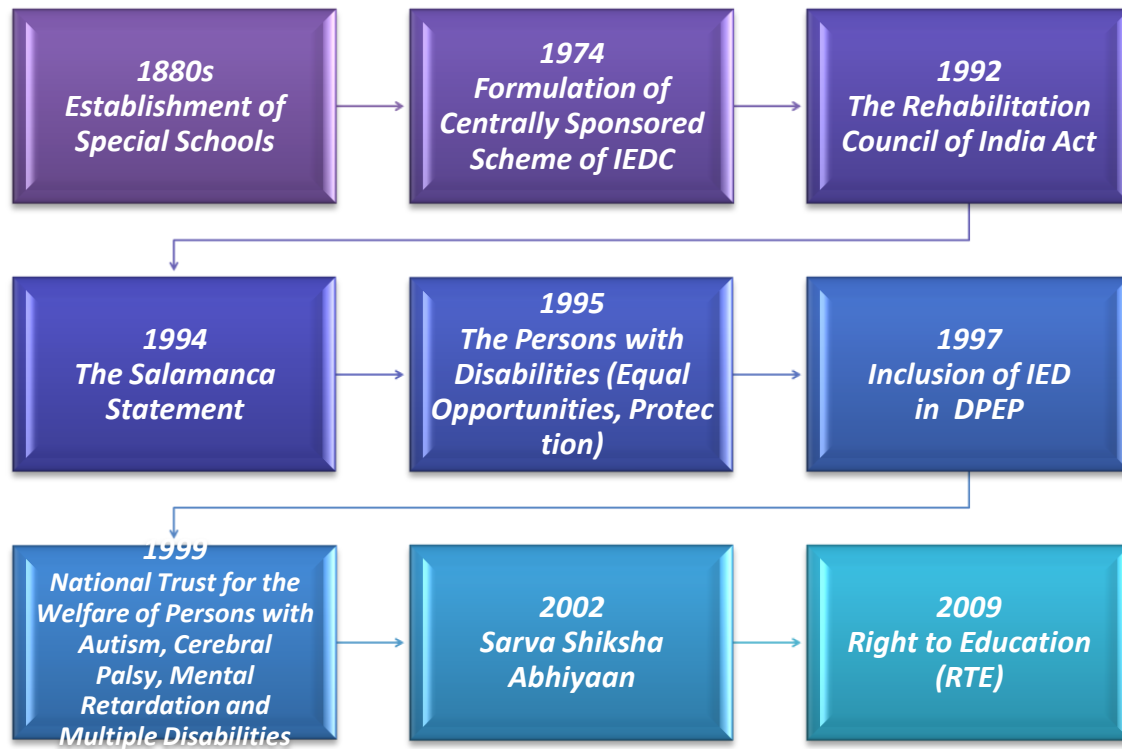 1880s
Establishment of
Special Schools
1974
Formulation of
Centrally Sponsored
Scheme of IEDC
1992
The Rehabilitation
Council of India Act
1994
The Salamanca
Statement
1995
The Persons with
Disabilities (Equal
Opportunities, Protec
tion)
1997
Inclusion of IED
in DPEP
1999
National Trust for the
Welfare of Persons with
Autism, Cerebral
Palsy, Mental
Retardation and
Multiple Disabilities
2002
Sarva Shiksha
Abhiyaan
2009
Right to Education
(RTE)